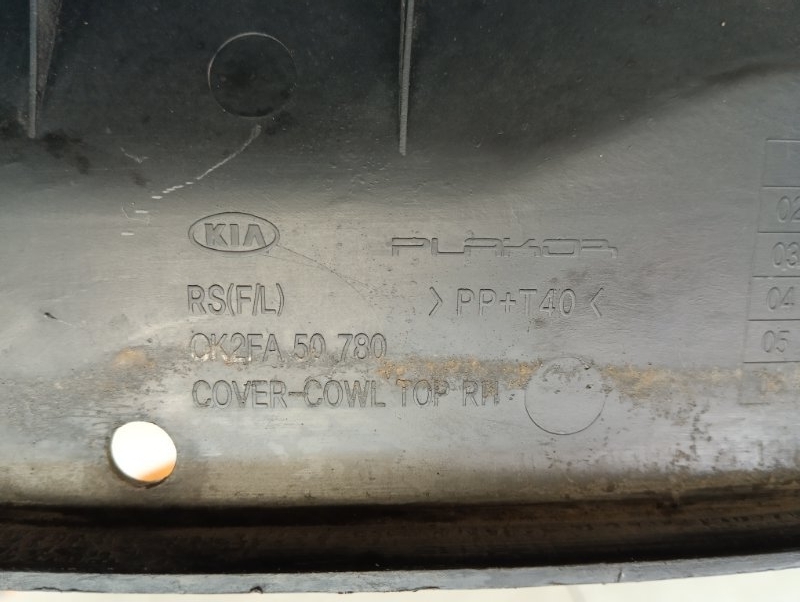 KIA PLAKOR
RS(F/L) >PP+T40<
0K2FA 50 780
COVER-COWL TOP RH
02
03
04
05